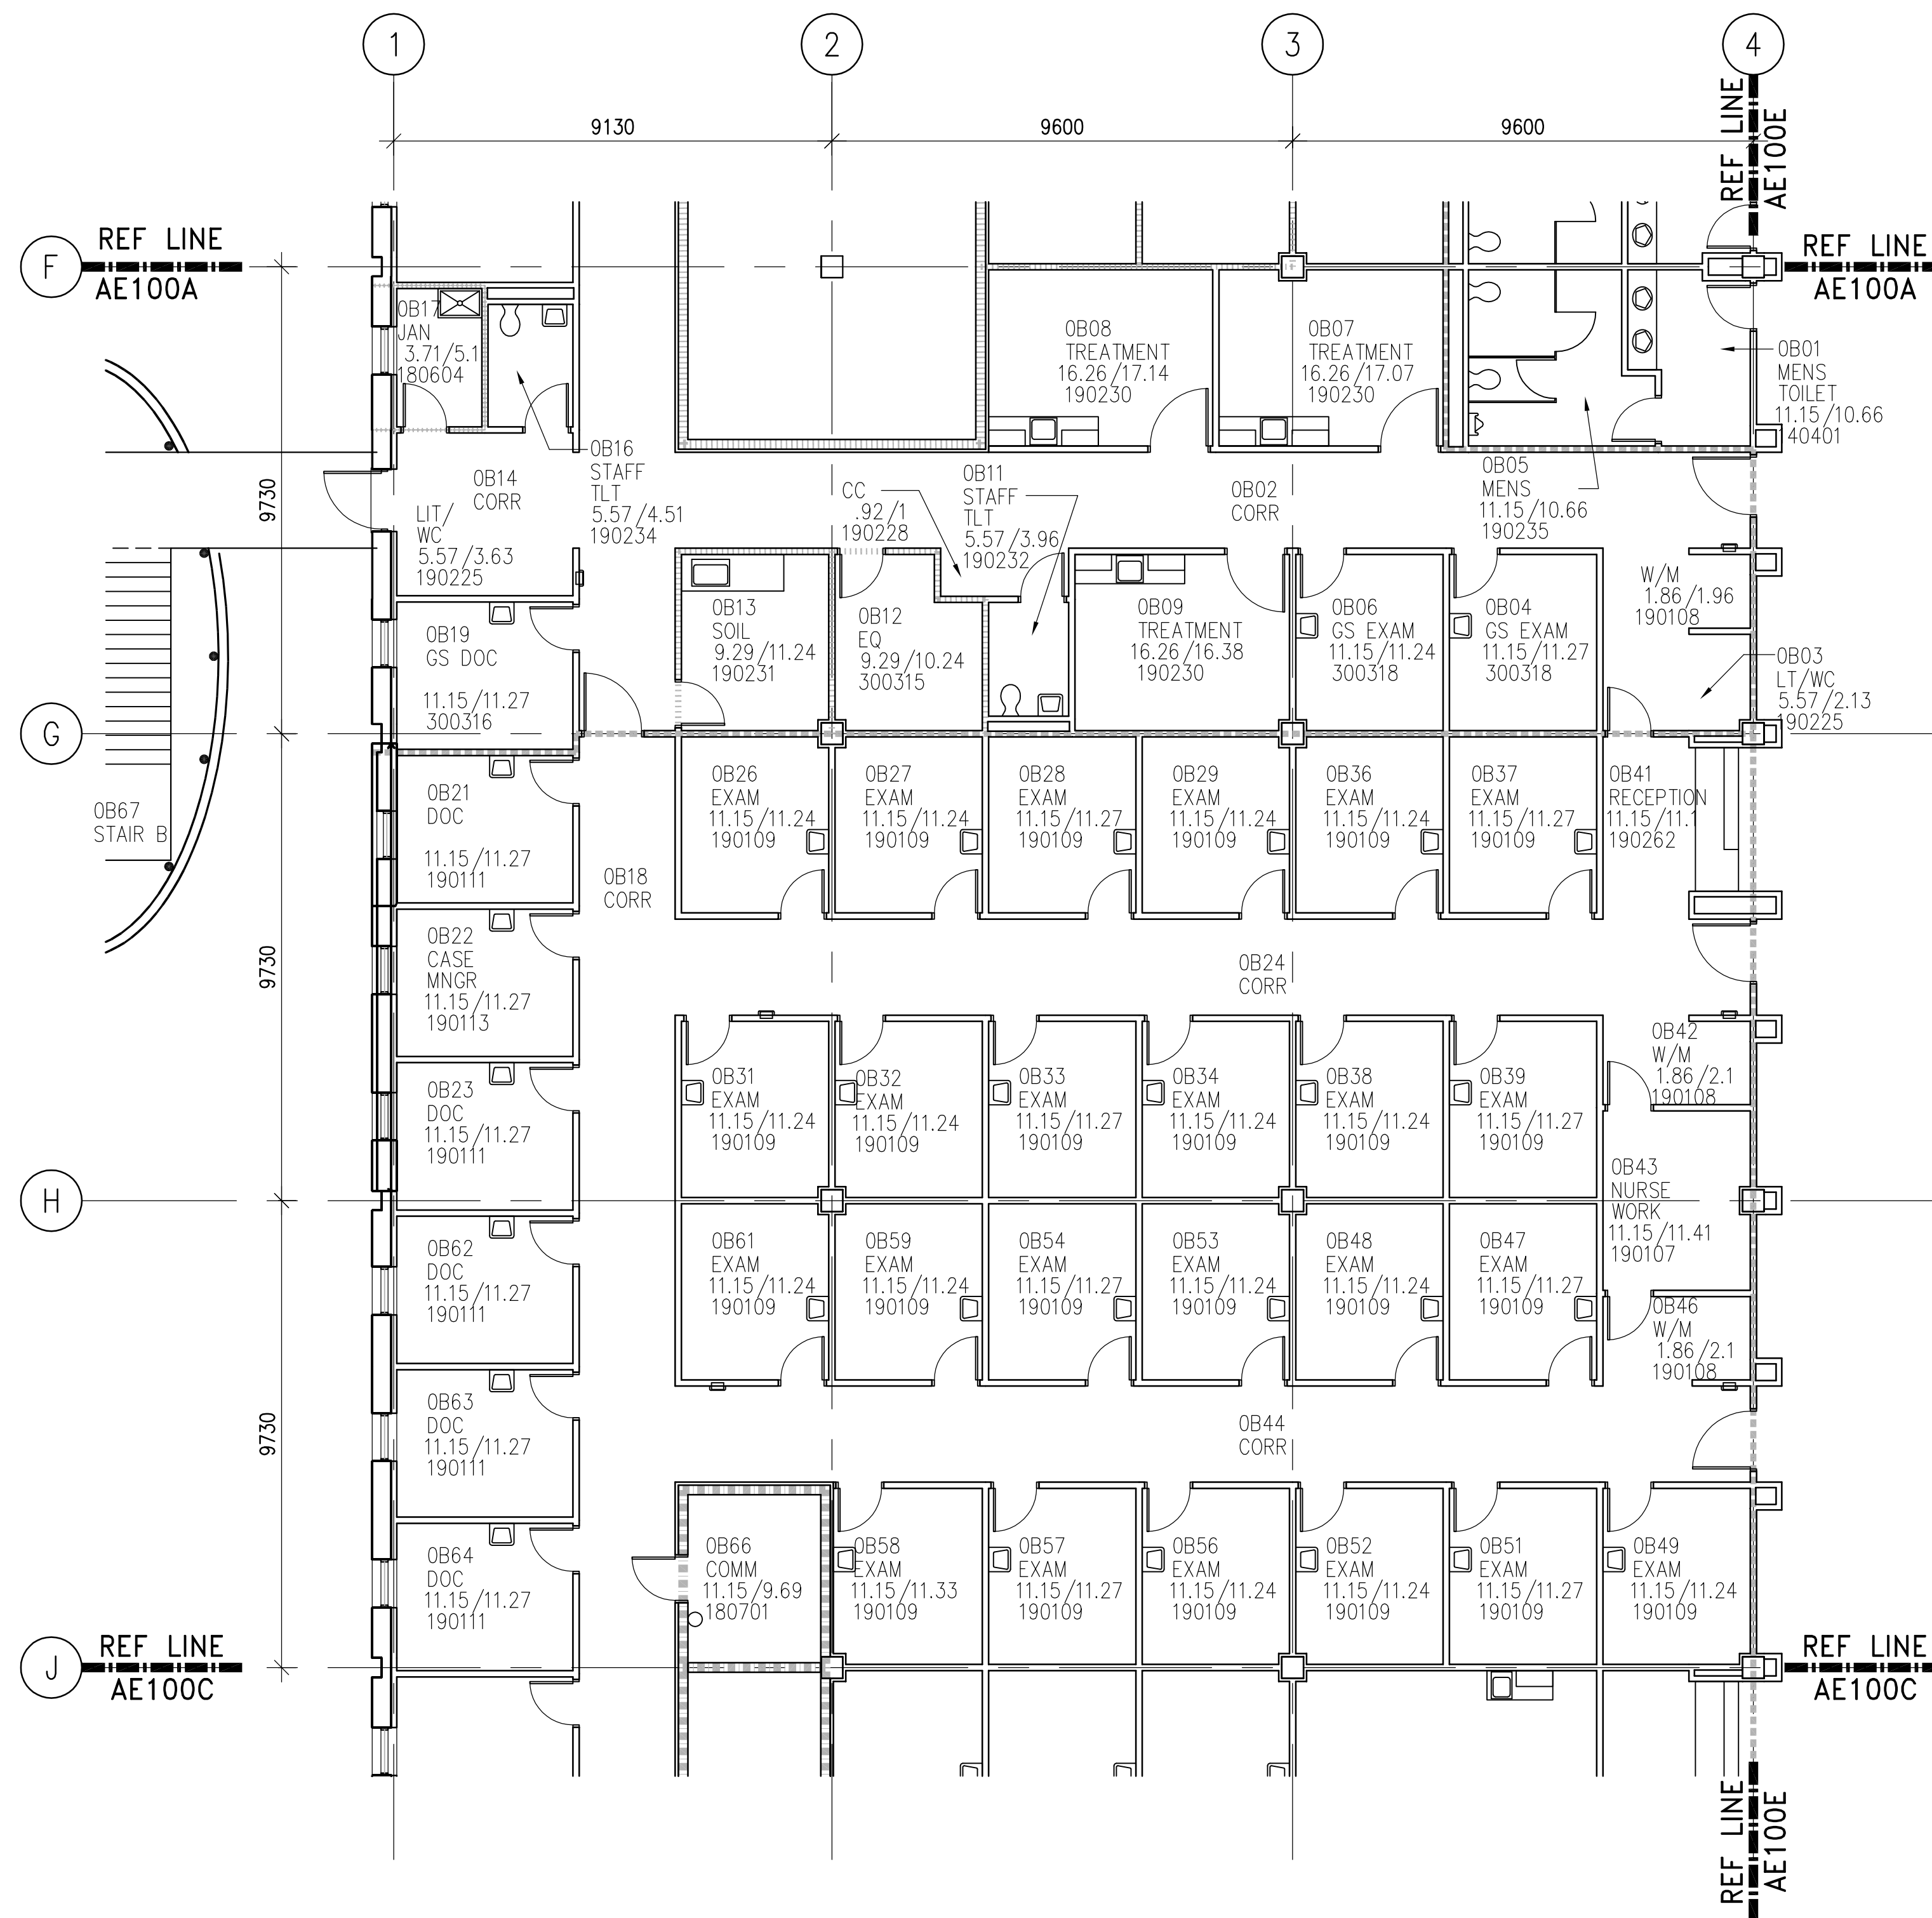 1
2
3
4
9130
9600
9600
REF LINE
AE100E
F
REF LINE
AE100A
REF LINE
AE100A
0B17
JAN
3.71/5.1
180604
0B08
TREATMENT
16.26/17.14
190230
0B07
TREATMENT
16.26/17.07
190230
0B01
MENS
TOILET
11.15/10.66
140401
0B16
STAFF
TLT
5.57/4.51
190234
0B14
CORR
LIT/
WC
5.57/3.63
190225
CC
.92/1
190228
0B11
STAFF
TLT
5.57/3.96
190232
0B02
CORR
0B05
MENS
11.15/10.66
190235
9730
0B19
GS DOC
11.15/11.27
300316
0B13
SOIL
9.29/11.24
190231
0B12
EQ
9.29/10.24
300315
0B09
TREATMENT
16.26/16.38
190230
0B06
GS EXAM
11.15/11.24
300318
0B04
GS EXAM
11.15/11.27
300318
W/M
1.86/1.96
190108
0B03
LT/WC
5.57/2.13
190225
G
0B67
STAIR B
0B21
DOC
11.15/11.27
190111
0B26
EXAM
11.15/11.24
190109
0B27
EXAM
11.15/11.24
190109
0B28
EXAM
11.15/11.27
190109
0B29
EXAM
11.15/11.24
190109
0B36
EXAM
11.15/11.24
190109
0B37
EXAM
11.15/11.27
190109
0B41
RECEPTION
11.15/11.1
190262
0B18
CORR
9730
0B22
CASE
MNGR
11.15/11.27
190113
0B24
CORR
0B23
DOC
11.15/11.27
190111
0B31
EXAM
11.15/11.24
190109
0B32
EXAM
11.15/11.24
190109
0B33
EXAM
11.15/11.27
190109
0B34
EXAM
11.15/11.24
190109
0B38
EXAM
11.15/11.24
190109
0B39
EXAM
11.15/11.27
190109
0B42
W/M
1.86/2.1
190108
H
0B43
NURSE
WORK
11.15/11.41
190107
0B62
DOC
11.15/11.27
190111
0B61
EXAM
11.15/11.24
190109
0B59
EXAM
11.15/11.24
190109
0B54
EXAM
11.15/11.27
190109
0B53
EXAM
11.15/11.24
190109
0B48
EXAM
11.15/11.24
190109
0B47
EXAM
11.15/11.27
190109
0B46
W/M
1.86/2.1
190108
9730
0B63
DOC
11.15/11.27
190111
0B44
CORR
0B64
DOC
11.15/11.27
190111
0B66
COMM
11.15/9.69
180701
0B58
EXAM
11.15/11.33
190109
0B57
EXAM
11.15/11.27
190109
0B56
EXAM
11.15/11.24
190109
0B52
EXAM
11.15/11.24
190109
0B51
EXAM
11.15/11.27
190109
0B49
EXAM
11.15/11.24
190109
J
REF LINE
AE100C
REF LINE
AE100C
REF LINE
AE100E